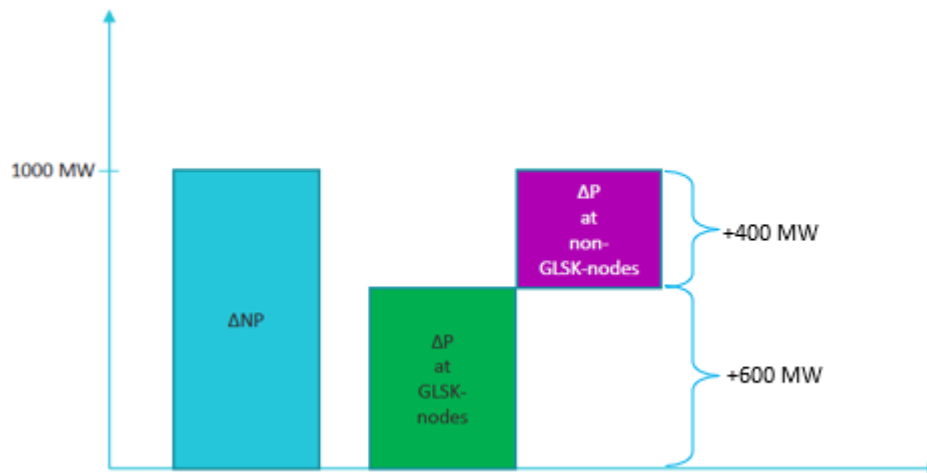 1000 MW
ΔNP
ΔP
at
GLSK-
nodes
ΔP
at
non-
GLSK-nodes
+400 MW
+600 MW